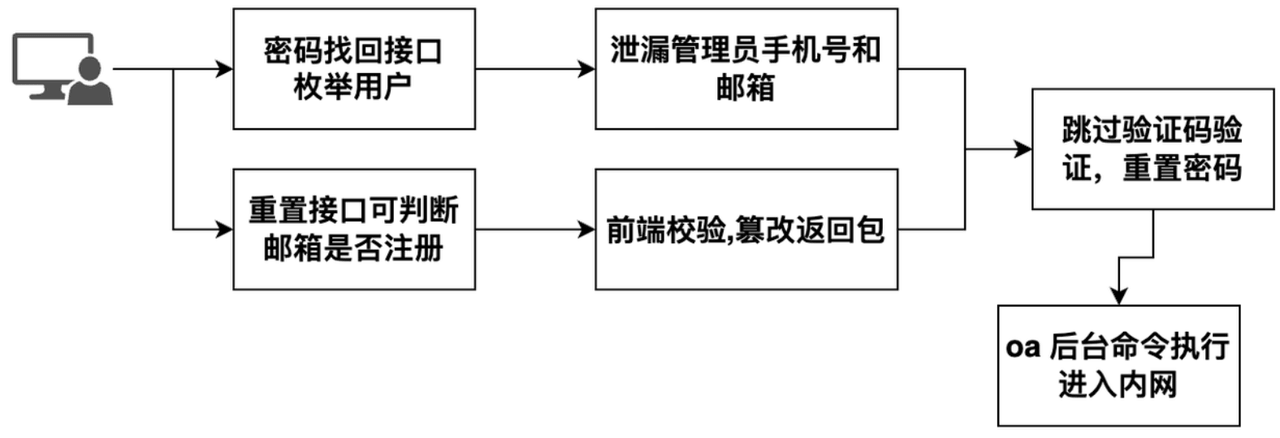 密码找回接口
枚举用户
泄漏管理员手机号和
邮箱
重置接口可判断
邮箱是否注册
前端校验,篡改返回包
跳过验证码验
证，重置密码
oa 后台命令执行
进入内网